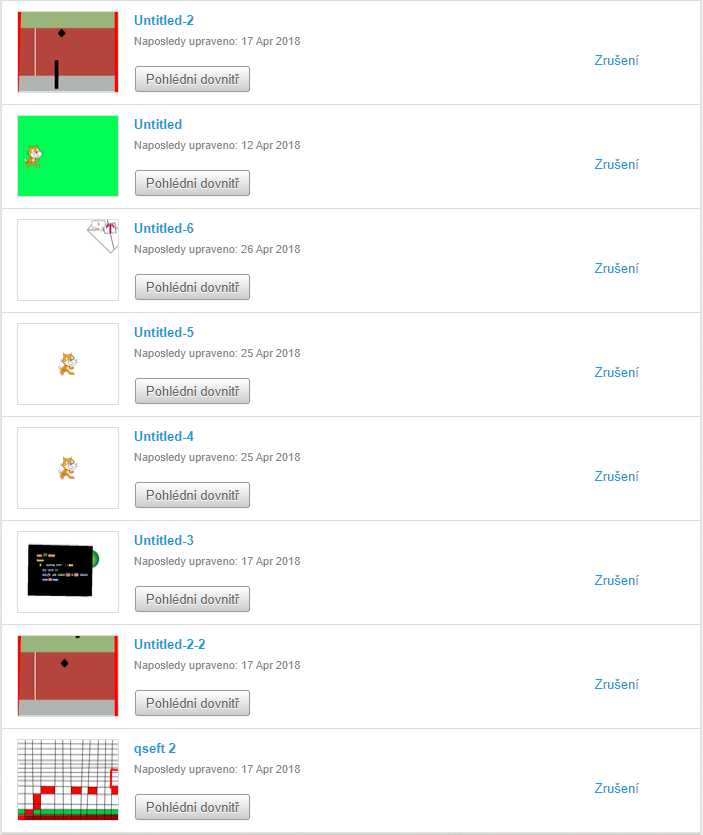 Untitled-2
Naposledy upraveno: 17 Apr 2018
Zrušení
Pohlédni dovnitř
Untitled
Naposledy upraveno: 12 Apr 2018
Zrušení
Pohlédni dovnitř
Untitled-6
Naposledy upraveno: 26 Apr 2018
Zrušení
Pohlédni dovnitř
Untitled-5
Naposledy upraveno: 25 Apr 2018
Zrušení
Pohlédni dovnitř
Untitled-4
Naposledy upraveno: 25 Apr 2018
Zrušení
Pohlédni dovnitř
Untitled-3
Naposledy upraveno: 17 Apr 2018
Zrušení
Pohlédni dovnitř
Untitled-2-2
Naposledy upraveno: 17 Apr 2018
Zrušení
Pohlédni dovnitř
qseft 2
Naposledy upraveno: 17 Apr 2018
Zrušení
Pohlédni dovnitř